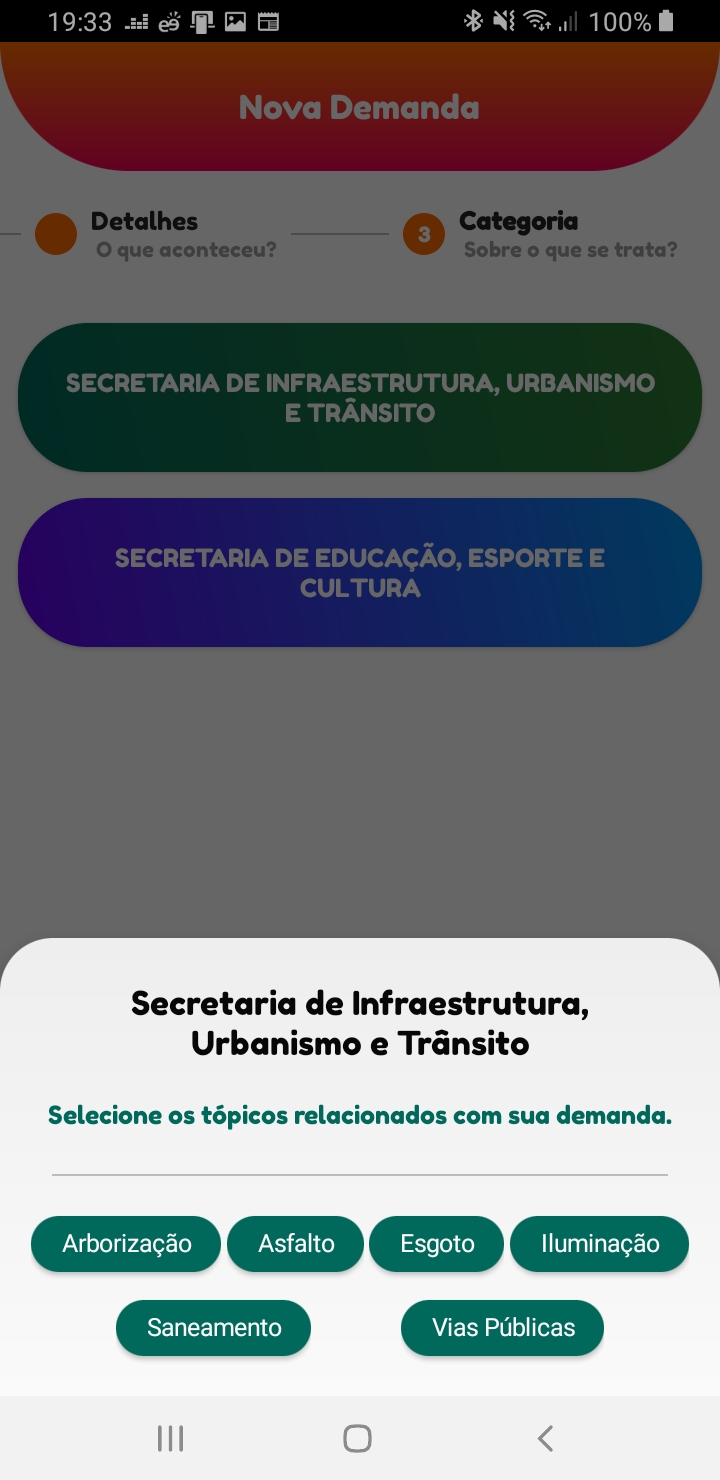 19:33
100%
Nova Demanda
Detalhes
O que aconteceu?
3
Categoria
Sobre o que se trata?
SECRETARIA DE INFRAESTRUTURA, URBANISMO
E TRÂNSITO
SECRETARIA DE EDUCAÇÃO, ESPORTE E
CULTURA
Secretaria de Infraestrutura,
Urbanismo e Trânsito
Selecione os tópicos relacionados com sua demanda.
Arborização Asfalto Esgoto Iluminação
Saneamento Vias Públicas